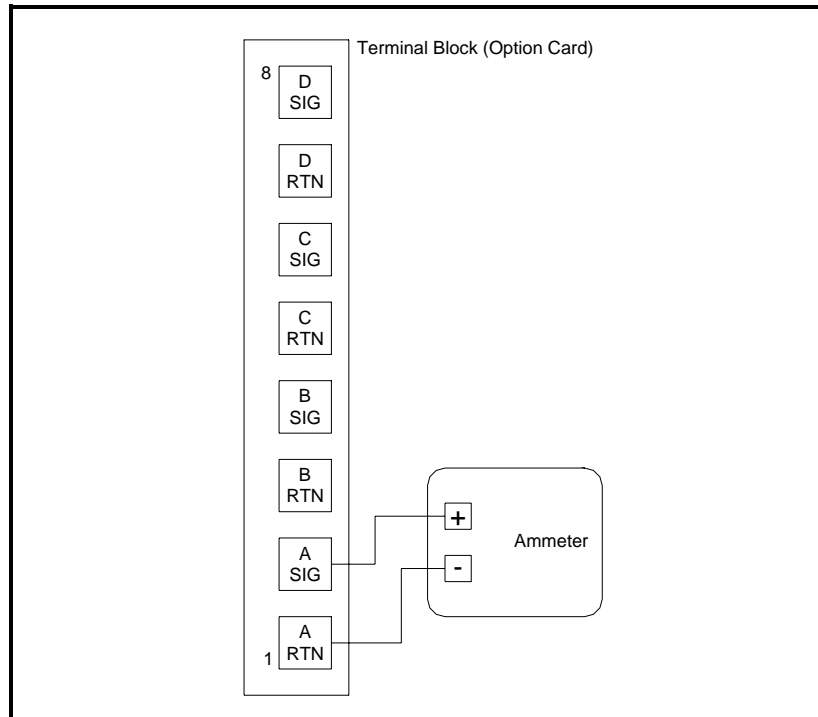 Terminal Block (Option Card)
8
D
SIG
D
RTN
C
SIG
C
RTN
B
SIG
B
RTN
A
SIG
A
RTN
1
+
-
Ammeter